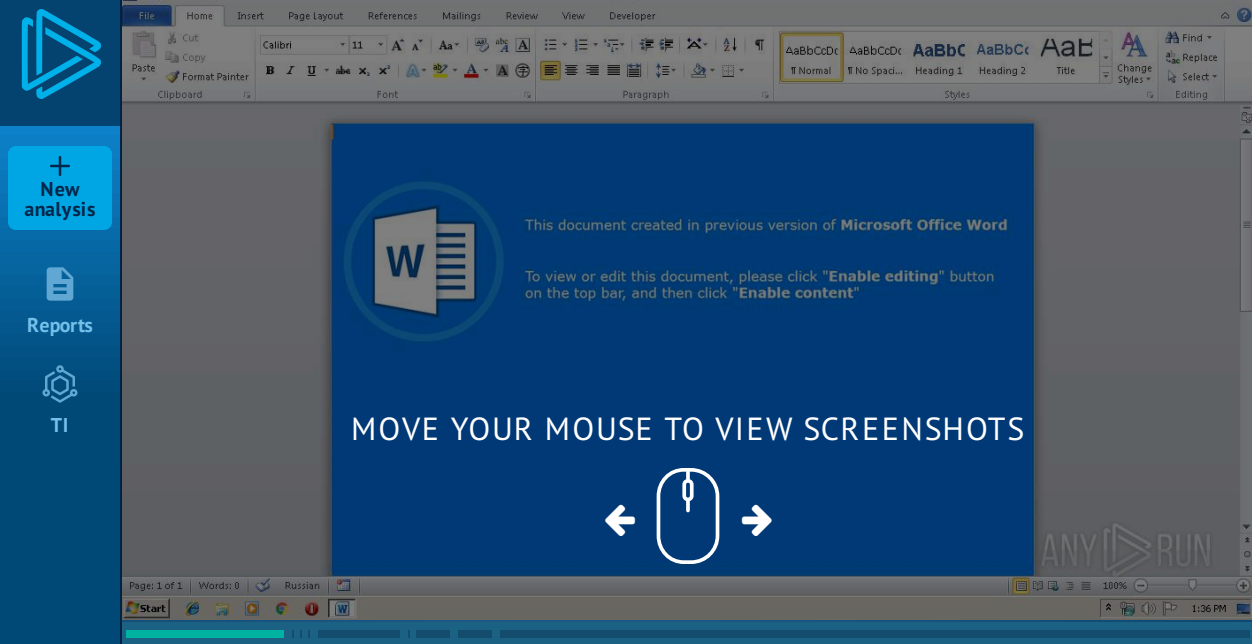 File Home Insert Page Layout References Mailings Review View Developer
Cut
Copy
Paste
Format Painter
Clipboard
Calibri 11
Font
Paragraph
AaBbCcDc AaBbCcDc AaBbC AaBbCc AaB
¶ Normal ¶ No Spaci... Heading 1 Heading 2 Title
Change Styles
Styles
Find
Replace
Select
Editing
New
analysis
Reports
TI
This document created in previous version of Microsoft Office Word
To view or edit this document, please click "Enable editing" button
on the top bar, and then click "Enable content"
MOVE YOUR MOUSE TO VIEW SCREENSHOTS
ANY RUN
Page: 1 of 1 Words: 0 Russian 100%
Start 1:36 PM